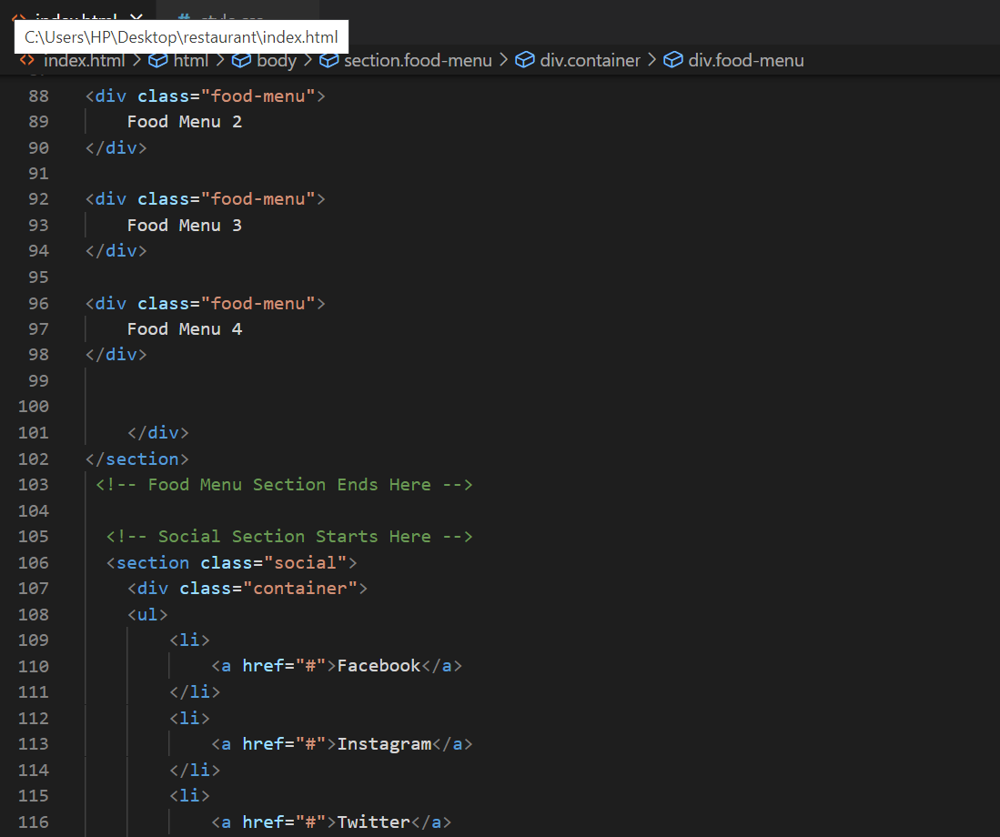 index.html
C:\Users\HP\Desktop\restaurant\index.html
index.html > html > body > section.food-menu > div.container > div.food-menu
88 <div class="food-menu">
89 Food Menu 2
90 </div>
91
92 <div class="food-menu">
93 Food Menu 3
94 </div>
95
96 <div class="food-menu">
97 Food Menu 4
98 </div>
99
100
101 </div>
102 </section>
103 <!-- Food Menu Section Ends Here -->
104
105 <!-- Social Section Starts Here -->
106 <section class="social">
107 <div class="container">
108 <ul>
109 <li>
110 <a href="#">Facebook</a>
111 </li>
112 <li>
113 <a href="#">Instagram</a>
114 </li>
115 <li>
116 <a href="#">Twitter</a>